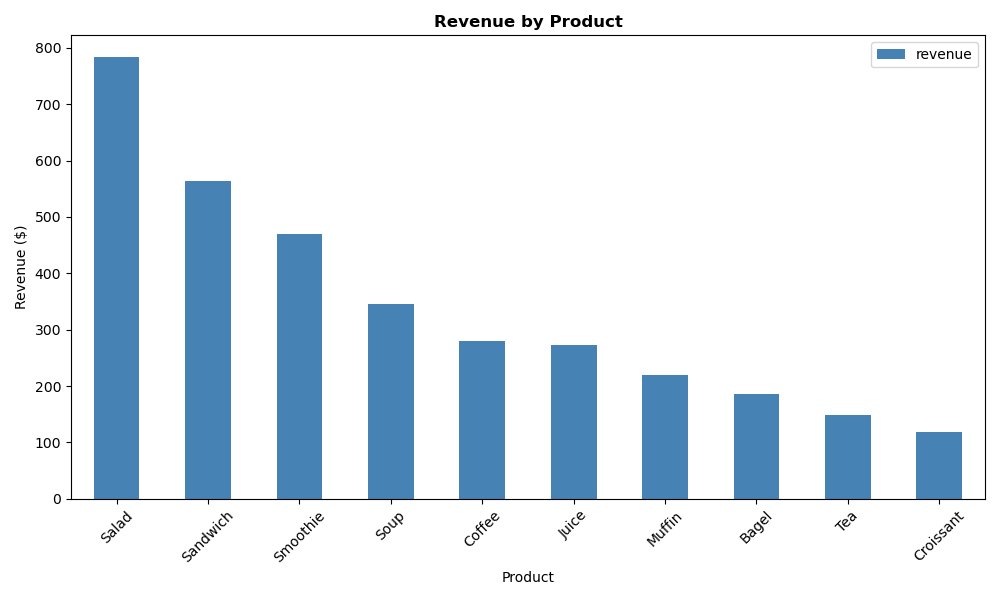 Revenue by Product
revenue
Revenue ($)
800
700
600
500
400
300
200
100
0
Salad
Sandwich
Smoothie
Soup
Coffee
Juice
Muffin
Bagel
Tea
Croissant
Product